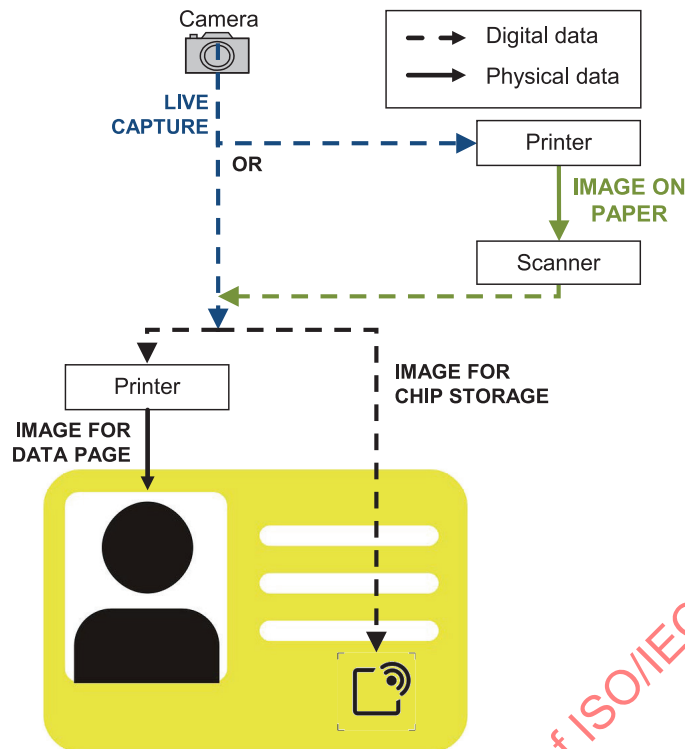 Camera
Digital data
Physical data
LIVE
CAPTURE
OR
Printer
IMAGE ON
PAPER
Scanner
Printer
IMAGE FOR
CHIP STORAGE
IMAGE FOR
DATA PAGE
of ISO/IEC